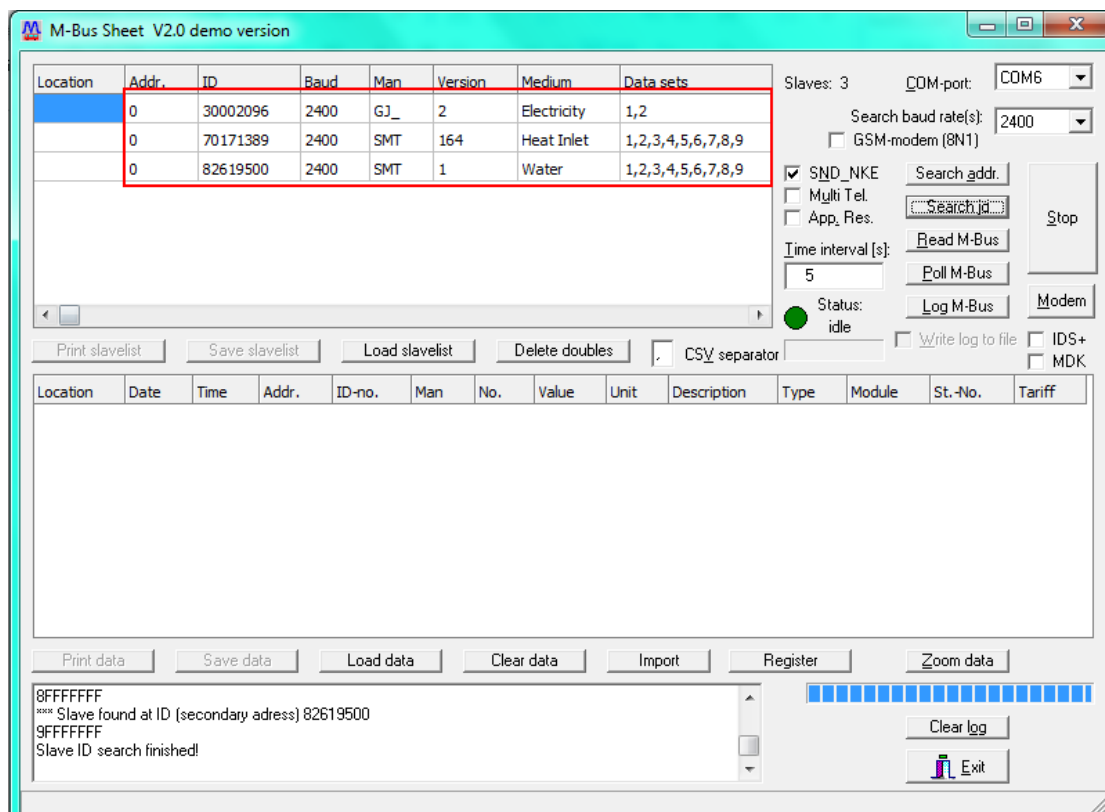 M-Bus Sheet V2.0 demo version
Location Addr. ID Baud Man Version Medium Data sets
0 30002096 2400 GJ_ 2 Electricity 1,2
0 70171389 2400 SMT 164 Heat Inlet 1,2,3,4,5,6,7,8,9
0 82619500 2400 SMT 1 Water 1,2,3,4,5,6,7,8,9
Slaves: 3 COM-port: COM6
Search baud rate(s): 2400
GSM-modem (8N1)
SND_NKE Search addr.
Multi Tel.
App. Res. Search id Stop
Time interval [s]: Read M-Bus
5 Poll M-Bus
Status: Log M-Bus Modem
idle
Write log to file IDS+
MDK
Print slavelist Save slavelist Load slavelist Delete doubles , CSV separator
Location Date Time Addr. ID-no. Man No. Value Unit Description Type Module St.-No. Tariff
Print data Save data Load data Clear data Import Register Zoom data
8FFFFFFF
*** Slave found at ID (secondary adress) 82619500
9FFFFFFF
Slave ID search finished!
Clear log
Exit